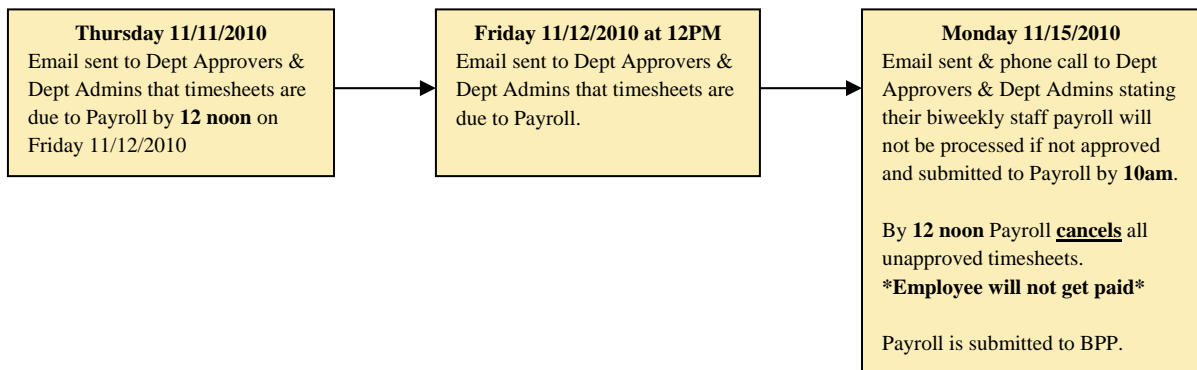 Thursday 11/11/2010
Email sent to Dept Approvers &
Dept Admins that timesheets are
due to Payroll by 12 noon on
Friday 11/12/2010
Friday 11/12/2010 at 12PM
Email sent to Dept Approvers &
Dept Admins that timesheets are
due to Payroll.
Monday 11/15/2010
Email sent & phone call to Dept
Approvers & Dept Admins stating
their biweekly staff payroll will
not be processed if not approved
and submitted to Payroll by 10am.
By 12 noon Payroll cancels all
unapproved timesheets.
*Employee will not get paid*
Payroll is submitted to BPP.